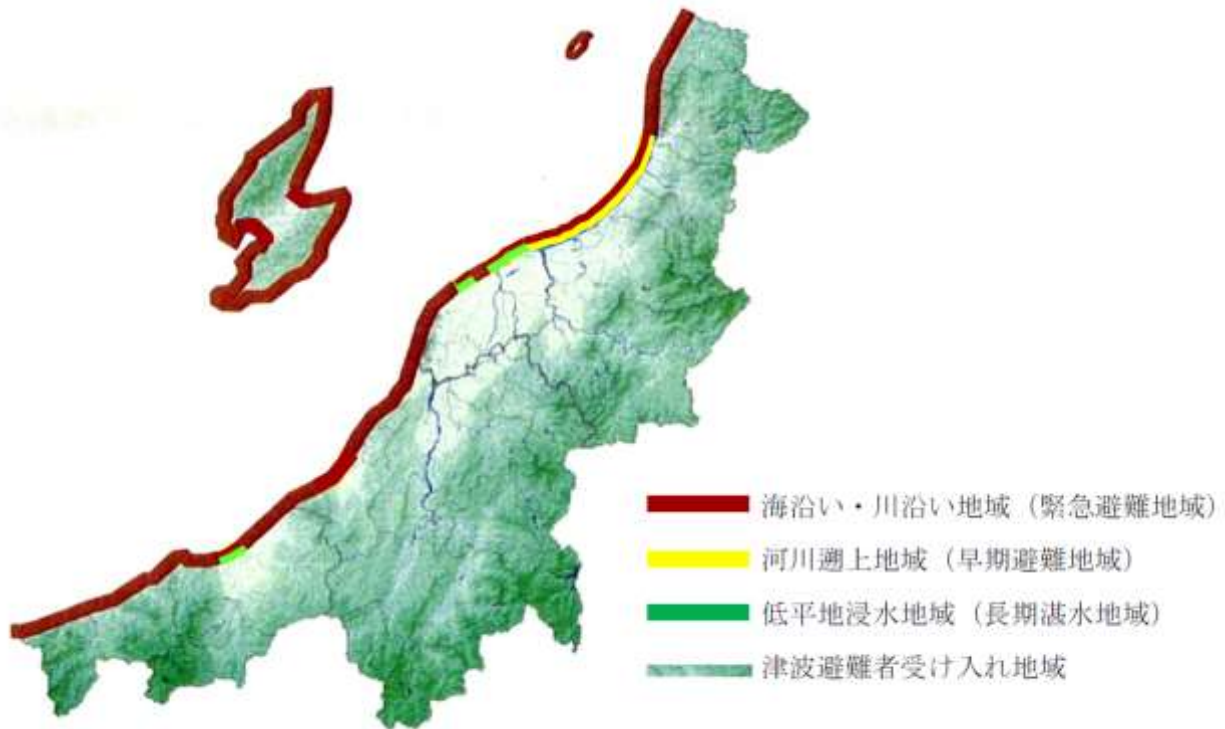 海沿い・川沿い地域（緊急避難地域）
河川遡上地域（早期避難地域）
低平地浸水地域（長期湛水地域）
津波避難者受け入れ地域